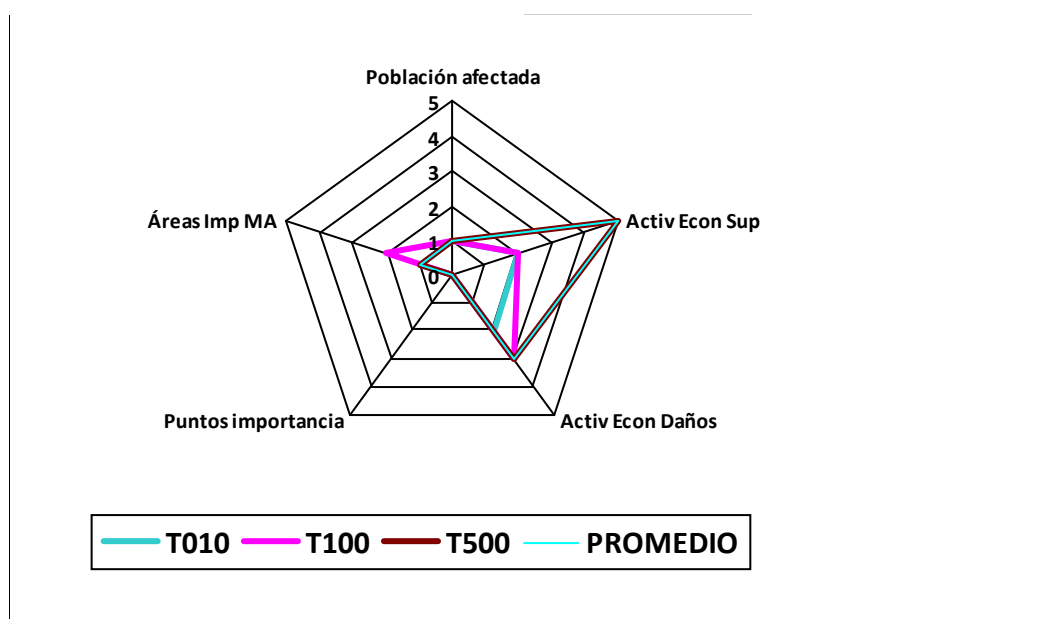 Población afectada
5
4
3
2
1
0
Áreas Imp MA
Activ Econ Sup
Puntos importancia
Activ Econ Daños
T010 T100 T500 PROMEDIO